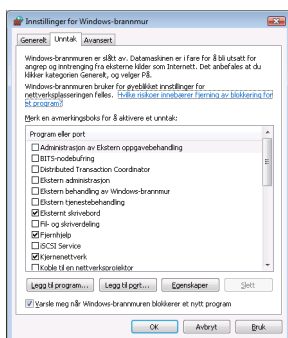 Innstillinger for Windows-brannmur
Generelt Unntak Avansert
Windows-brannmuren er slått av. Datamaskinen er i fare for å bli utsatt for
angrep og inntrenging fra eksterne kilder som Internett. Det anbefales at du
klikker kategorien Generelt, og velger På.
Windows-brannmuren bruker for øyeblikket innstillinger for
nettverksplasseringen felles. Hvilke risikoer innebærer fjerning av blokkering for
et program?
Merk en avmerkingsboks for å aktivere et unntak:
Program eller port
Administrasjon av Ekstern oppgavebehandling
BITS-nodebufring
Distributed Transaction Coordinator
Ekstern administrasjon
Ekstern behandling av Windows-brannmur
Ekstern tjenestebehandling
Eksternt skrivebord
Fil- og skriverdeling
Fjernhjelp
iSCSI Service
Kjernenettverk
Koble til en nettverksprojektor
Legg til program... Legg til port... Egenskaper Slett
Varsle meg når Windows-brannmuren blokkerer et nytt program
OK Avbryt Bruk